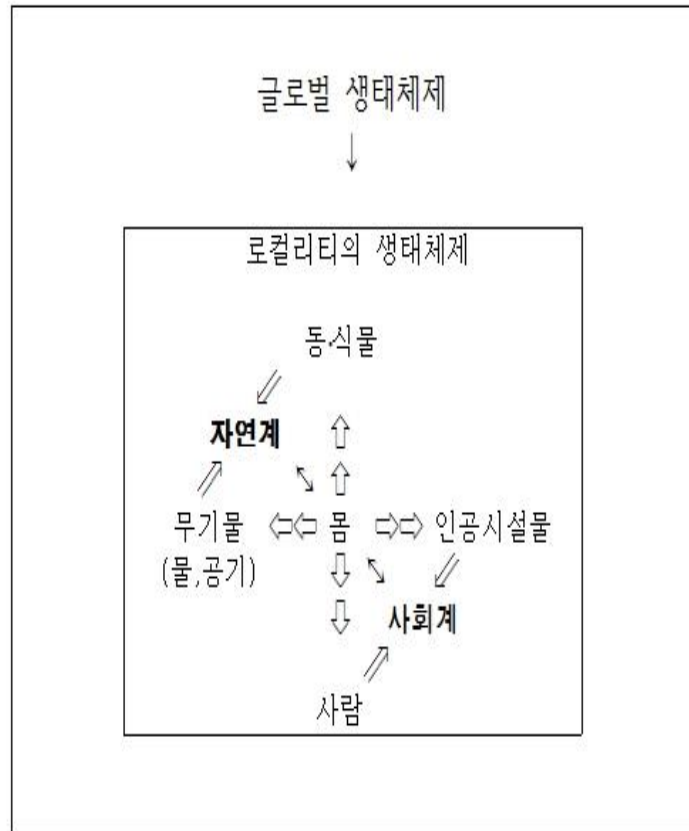 글로벌 생태체제
↓
로컬리티의 생태체제
동·식물
자연계
무기물 ⇦⇦ 몸 ⇨⇨ 인공시설물
(물,공기)
사회계
사람